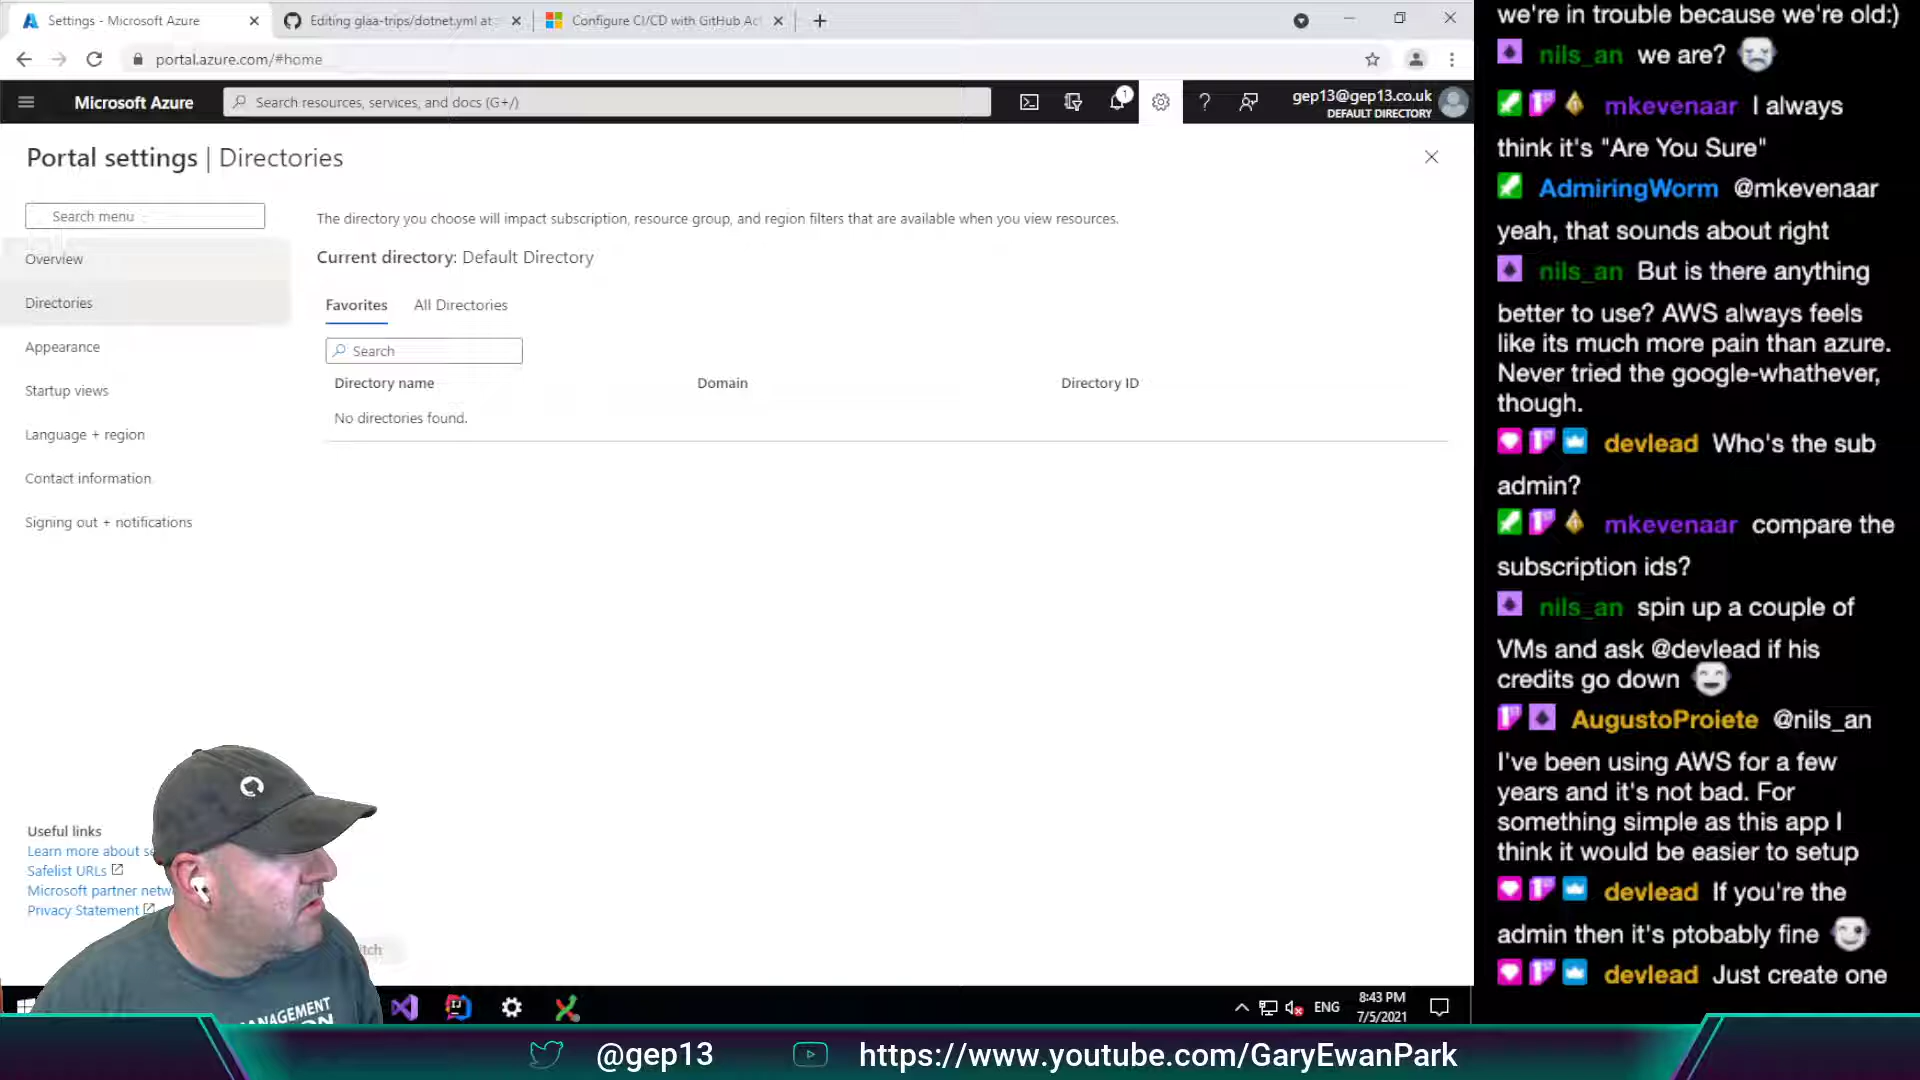 Settings - Microsoft Azure
Editing glaa-trips/dotnet.yml at
Configure CI/CD with GitHub Ac
portal.azure.com/#home
Microsoft Azure
Search resources, services, and docs (G+/)
1
gep13@gep13.co.uk
DEFAULT DIRECTORY
Portal settings | Directories
Search menu
Overview
Directories
Appearance
Startup views
Language + region
Contact information
Signing out + notifications
The directory you choose will impact subscription, resource group, and region filters that are available when you view resources.
Current directory: Default Directory
Favorites
All Directories
Search
Directory name
Domain
Directory ID
No directories found.
Useful links
Learn more about
Safelist URLs
Microsoft partner
Privacy Statement
ENG
8:43 PM
7/5/2021
@gep13
https://www.youtube.com/GaryEwanPark
we're in trouble because we're old:)
nils_an we are?
mkevenaar I always
think it's "Are You Sure"
AdmiringWorm @mkevenaar
yeah, that sounds about right
nils_an But is there anything
better to use? AWS always feels
like its much more pain than azure.
Never tried the google-whathever,
though.
devlead Who's the sub
admin?
mkevenaar compare the
subscription ids?
nils_an spin up a couple of
VMs and ask @devlead if his
credits go down
AugustoProiete @nils_an
I've been using AWS for a few
years and it's not bad. For
something simple as this app I
think it would be easier to setup
devlead If you're the
admin then it's ptobably fine
devlead Just create one